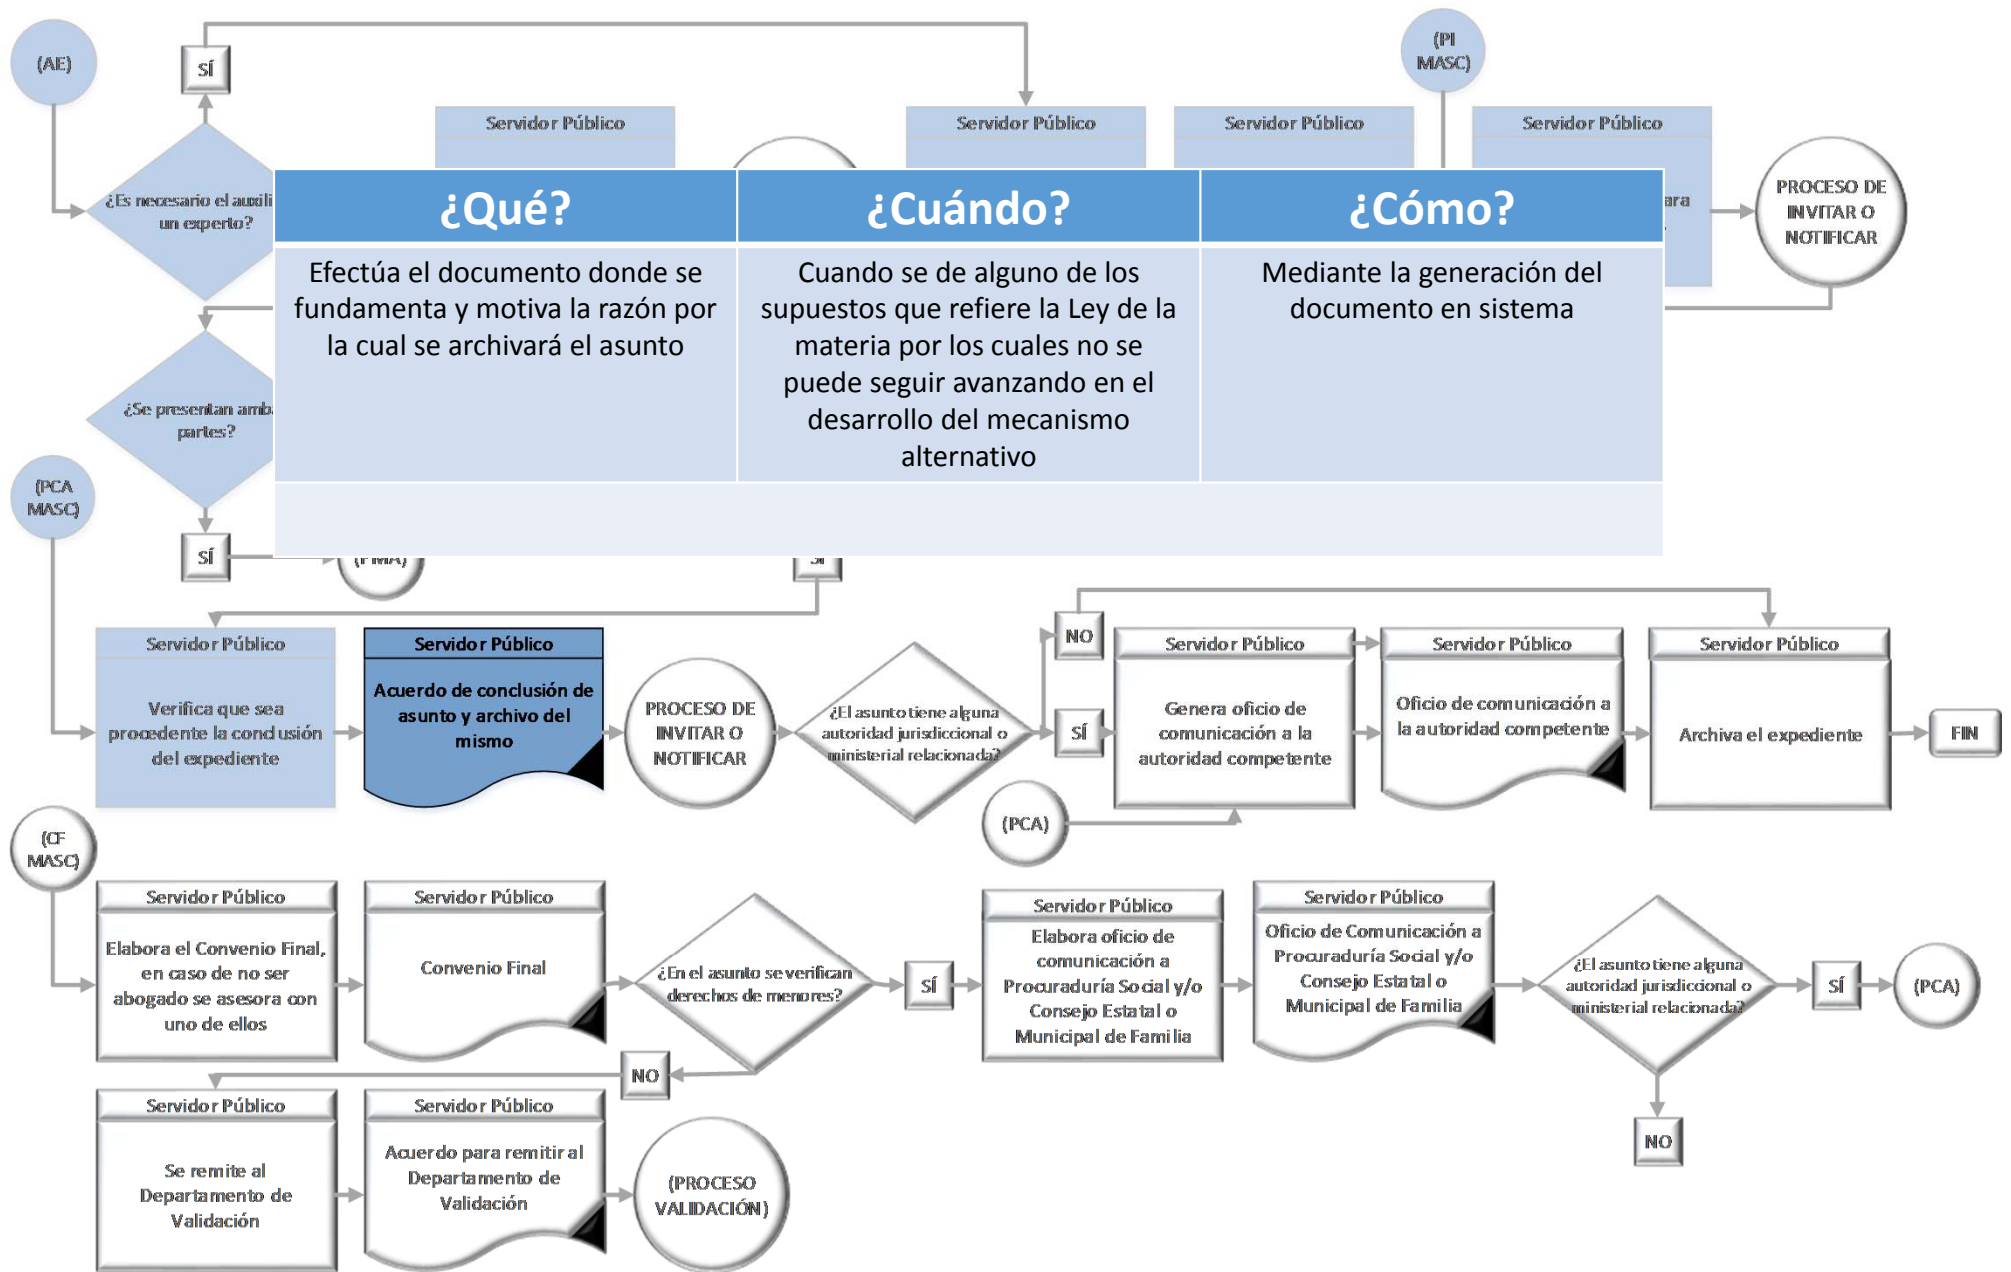 (AE)
SÍ
(PI
MASC)
Servidor Público
Servidor Público
Servidor Público
Servidor Público
¿Es necesario el auxili
un experto?
ara
PROCESO DE
INVITAR O
NOTIFICAR
¿Qué?
¿Cuándo?
¿Cómo?
Efectúa el documento donde se
fundamenta y motiva la razón por
la cual se archivará el asunto
Cuando se de alguno de los
supuestos que refiere la Ley de la
materia por los cuales no se
puede seguir avanzando en el
desarrollo del mecanismo
alternativo
Mediante la generación del
documento en sistema
¿Se presentan amb
partes?
(PCA
MASC)
SÍ
(PMA)
SÍ
Servidor Público
Verifica que sea
procedente la conclusión
del expediente
Servidor Público
Acuerdo de conclusión de
asunto y archivo del
mismo
PROCESO DE
INVITAR O
NOTIFICAR
¿El asunto tiene alguna
autoridad jurisdiccional o
ministerial relacionada?
NO
SÍ
Servidor Público
Genera oficio de
comunicación a la
autoridad competente
Servidor Público
Oficio de comunicación a
la autoridad competente
Servidor Público
Archiva el expediente
FIN
(PCA)
(CF
MASC)
Servidor Público
Elabora el Convenio Final,
en caso de no ser
abogado se asesora con
uno de ellos
Servidor Público
Convenio Final
¿En el asunto se verifican
derechos de menores?
SÍ
NO
Servidor Público
Elabora oficio de
comunicación a
Procuraduría Social y/o
Consejo Estatal o
Municipal de Familia
Servidor Público
Oficio de Comunicación a
Procuraduría Social y/o
Consejo Estatal o
Municipal de Familia
¿El asunto tiene alguna
autoridad jurisdiccional o
ministerial relacionada?
SÍ
(PCA)
NO
Servidor Público
Se remite al
Departamento de
Validación
Servidor Público
Acuerdo para remitir al
Departamento de
Validación
(PROCESO
VALIDACIÓN)